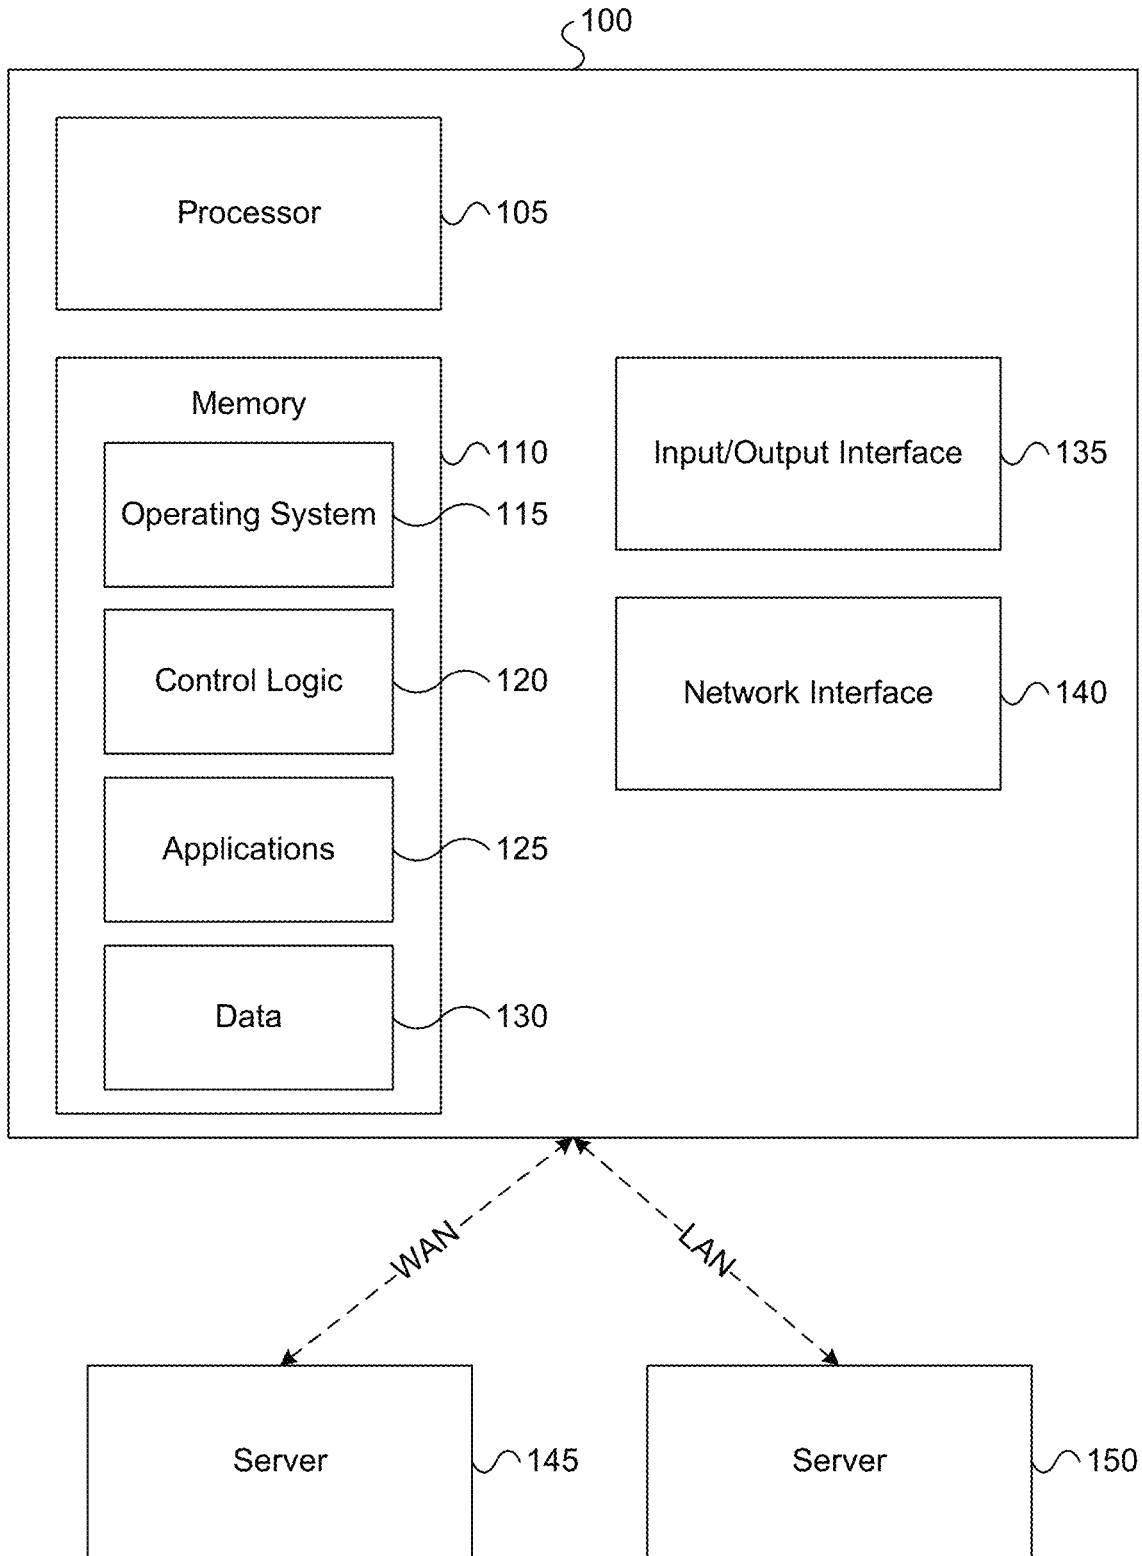 100
Processor
105
Memory
110
Operating System
115
Control Logic
120
Applications
125
Data
130
Input/Output Interface
135
Network Interface
140
WAN
LAN
Server
145
Server
150